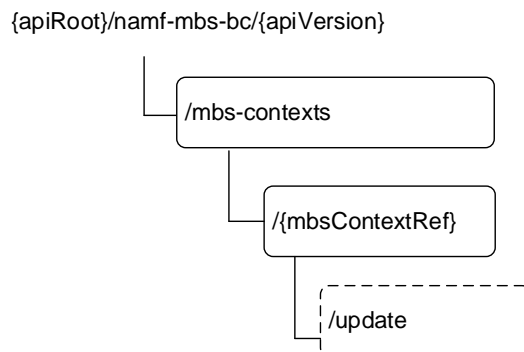 {apiRoot}/namf-mbs-bc/{apiVersion}
/mbs-contexts
/{mbsContextRef}
/update